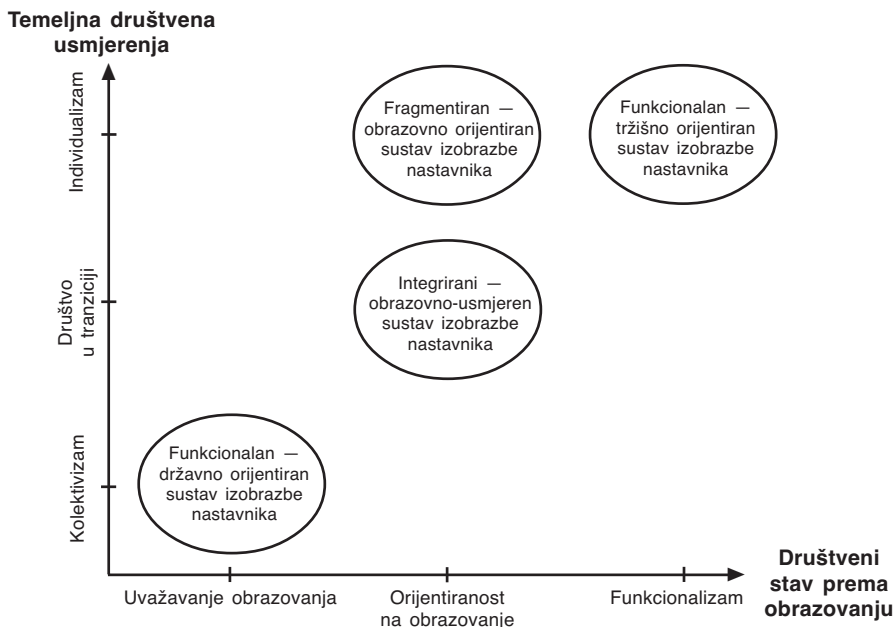 Temeljna društvena
usmjerenja
Individualizam
Fragmentiran —
obrazovno orijentiran
sustav izobrazbe
nastavnika
Funkcionalan —
tržišno orijentiran
sustav izobrazbe
nastavnika
Društvo
u tranziciji
Integrirani —
obrazovno-usmjeren
sustav izobrazbe
nastavnika
Kolektivizam
Funkcionalan —
državno orijentiran
sustav izobrazbe
nastavnika
Uvažavanje obrazovanja
Orijentiranost
na obrazovanje
Funkcionalizam
Društveni
stav prema
obrazovanju